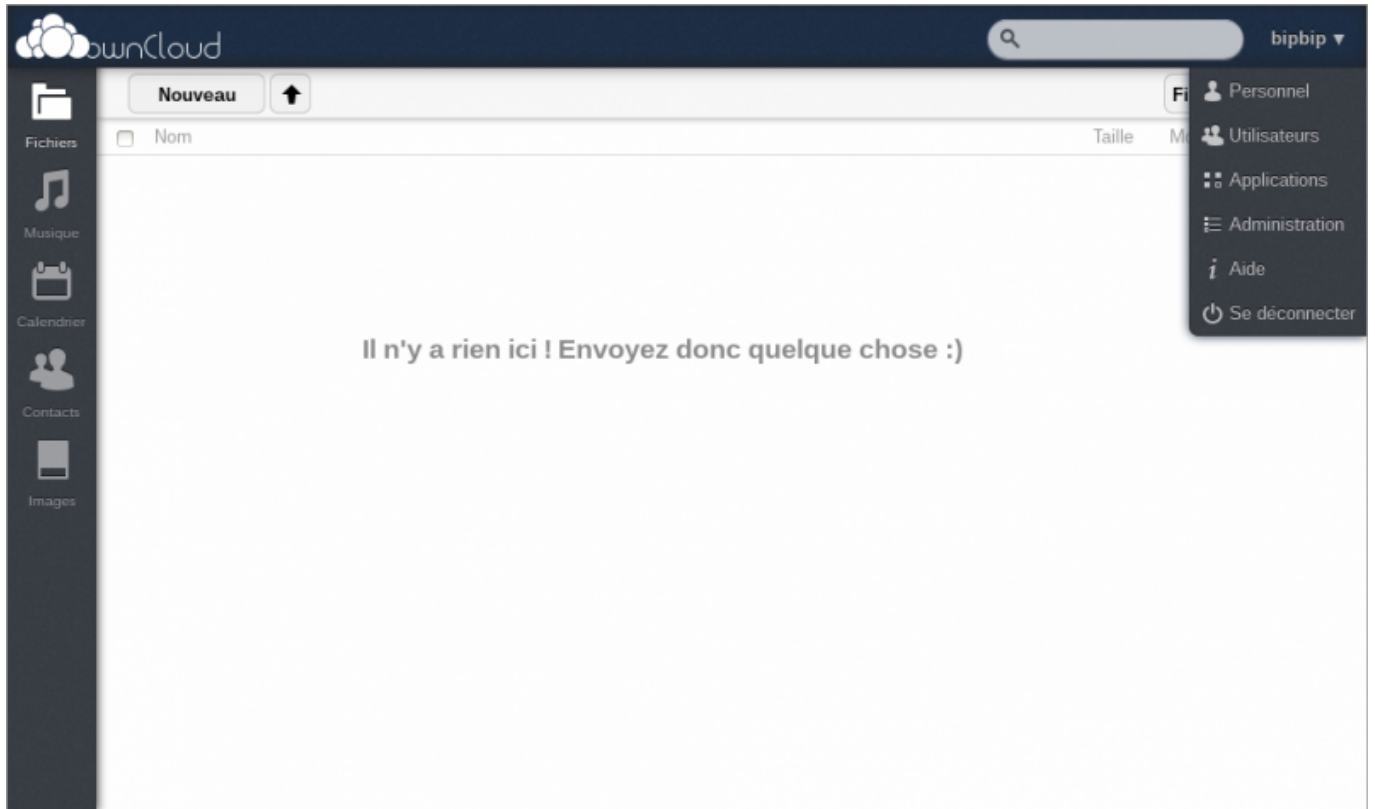 ownCloud
bipbip ▼
Nouveau
Fi
Personnel
Fichiers
Nom
Taille
Mo
Utilisateurs
Musique
Applications
Administration
Calendrier
Aide
Se déconnecter
Il n'y a rien ici ! Envoyez donc quelque chose :)
Contacts
Images